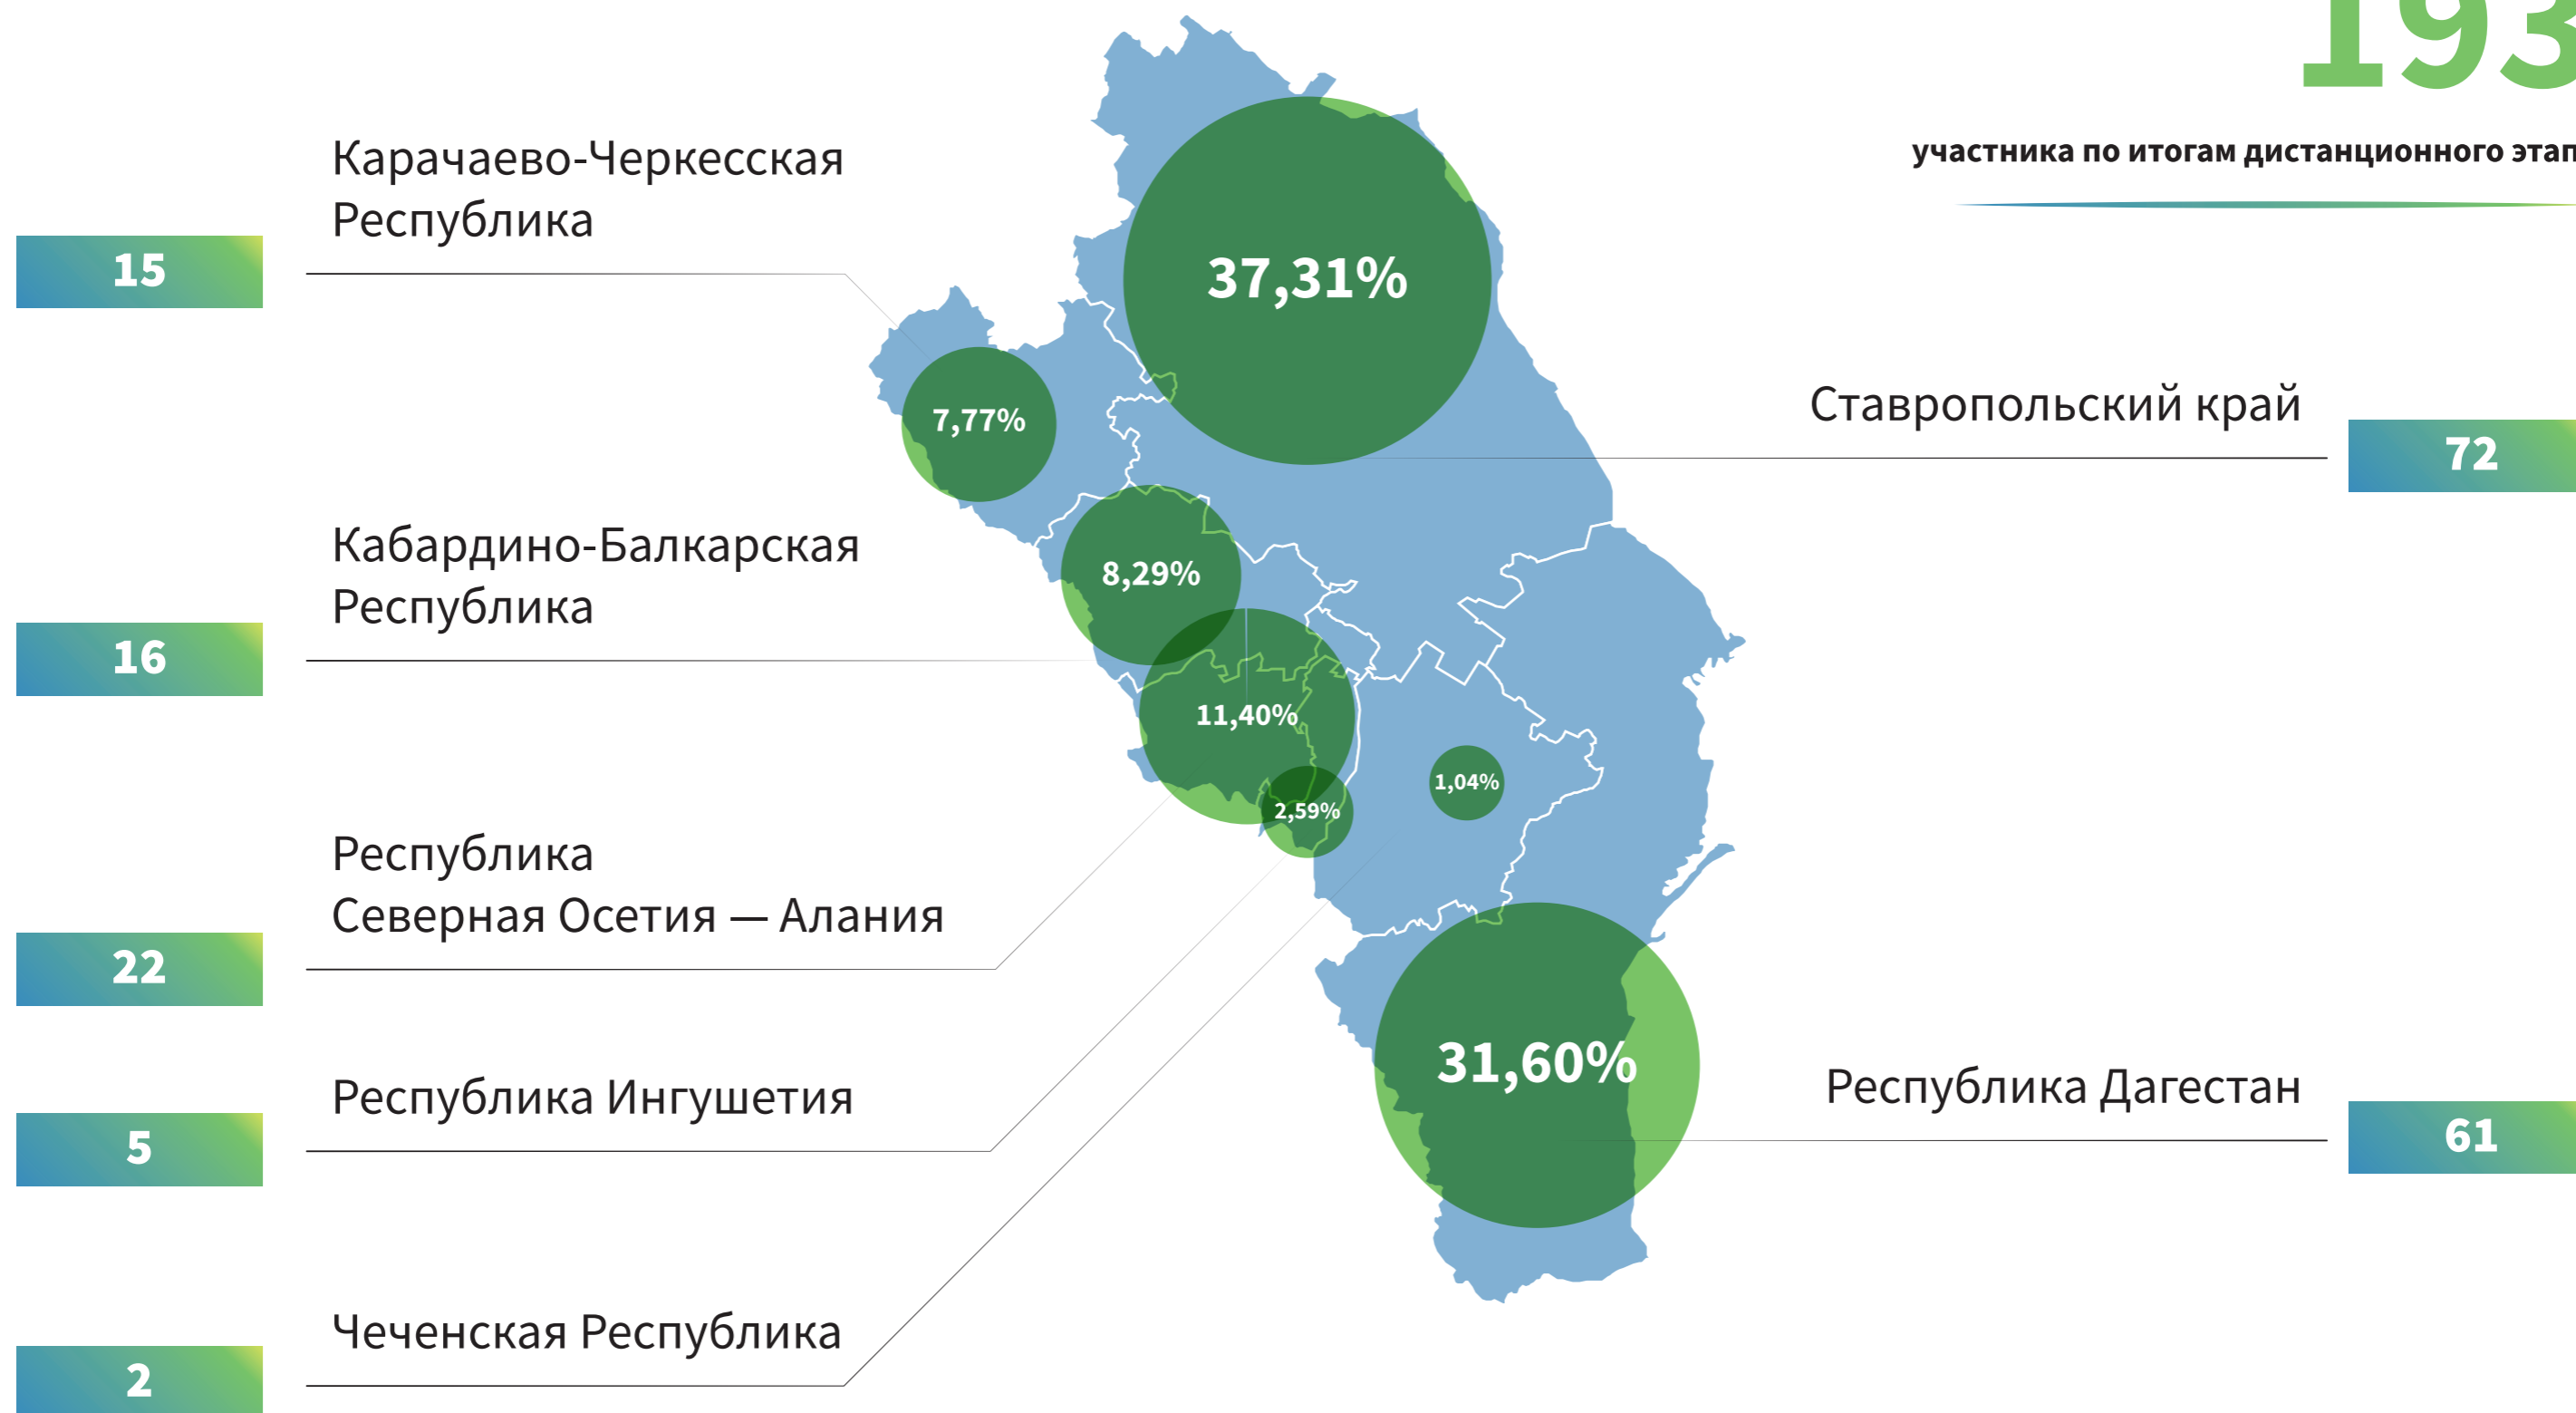 193
участника по итогам дистанционного этап
Карачаево-Черкесская
Республика
15
Кабардино-Балкарская
Республика
16
Республика
Северная Осетия — Алания
22
Республика Ингушетия
5
Чеченская Республика
2
37,31%
7,77%
8,29%
11,40%
2,59%
1,04%
31,60%
Ставропольский край
72
Республика Дагестан
61